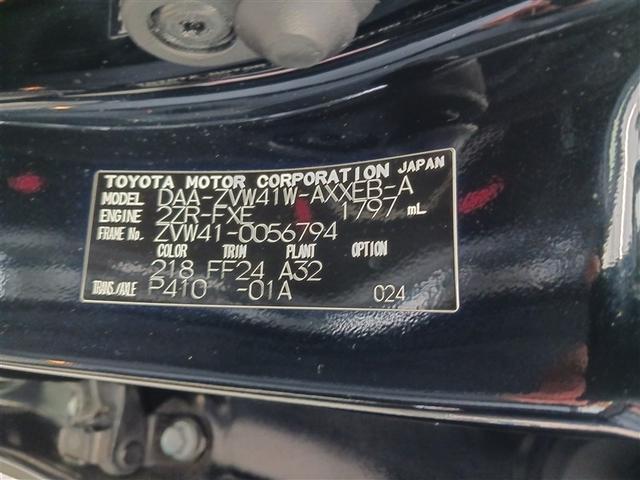 TOYOTA MOTOR CORPORATION JAPAN
MODEL DAA-ZVW41W-AXXEB-A
ENGINE 2ZR-FXE 1797 mL
FRAME No. ZVW41-0056794
COLOR TRIM PLANT OPTION
218 FF24 A32
TRANS./AXLE P410 -01A 024